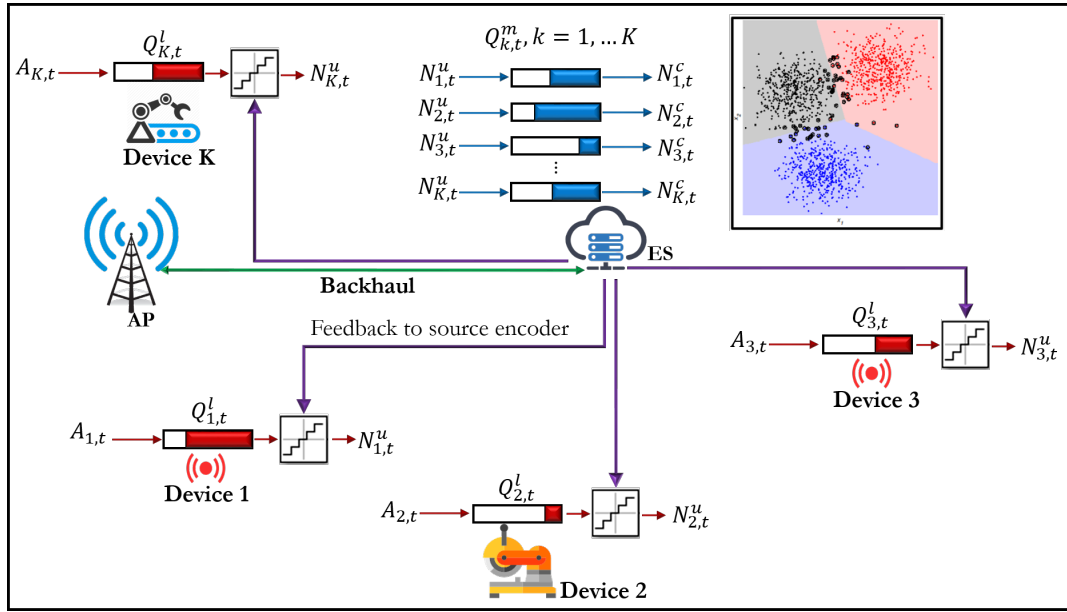 Q^l_{K,t}
A_{K,t}
N^u_{K,t}
Device K
Q^m_{k,t}, k = 1, … K
N^u_{1,t} N^c_{1,t}
N^u_{2,t} N^c_{2,t}
N^u_{3,t} N^c_{3,t}
⋮
N^u_{K,t} N^c_{K,t}
x_2
x_1
AP
Backhaul
ES
Feedback to source encoder
Q^l_{3,t}
A_{3,t}
N^u_{3,t}
Device 3
Q^l_{1,t}
A_{1,t}
N^u_{1,t}
Device 1
Q^l_{2,t}
A_{2,t}
N^u_{2,t}
Device 2